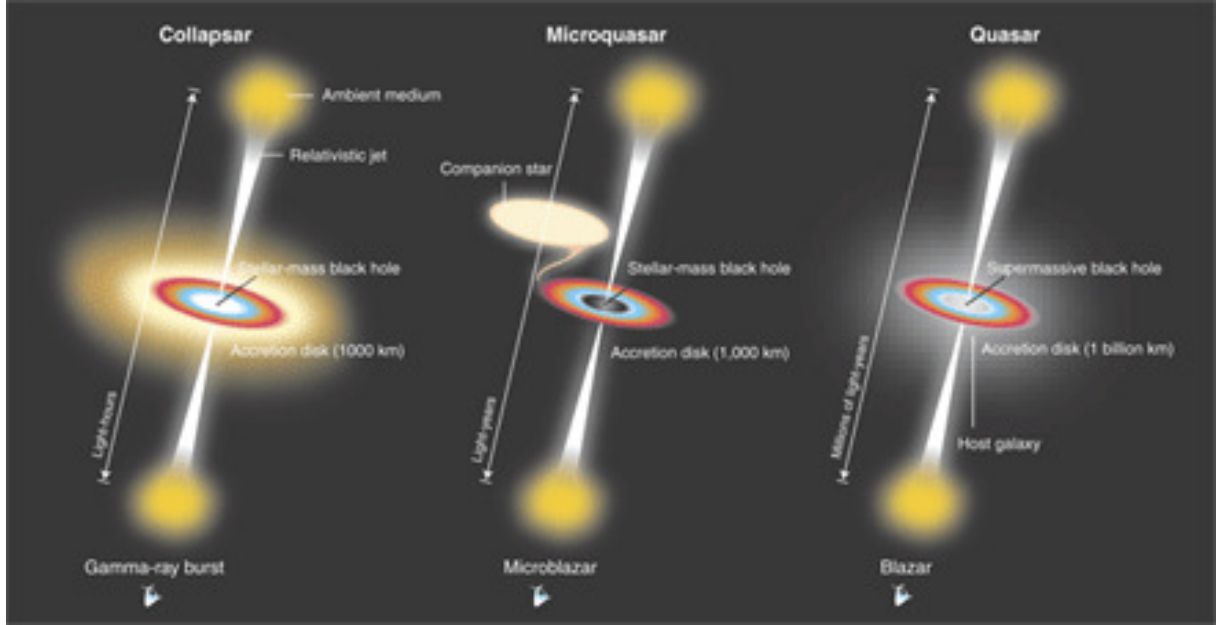 Collapsar
Ambient medium
Relativistic jet
Stellar-mass black hole
Accretion disk (1000 km)
Light-hours
Gamma-ray burst
Microquasar
Companion star
Stellar-mass black hole
Accretion disk (1,000 km)
Light-years
Microblazar
Quasar
Supermassive black hole
Accretion disk (1 billion km)
Millions of light-years
Host galaxy
Blazar